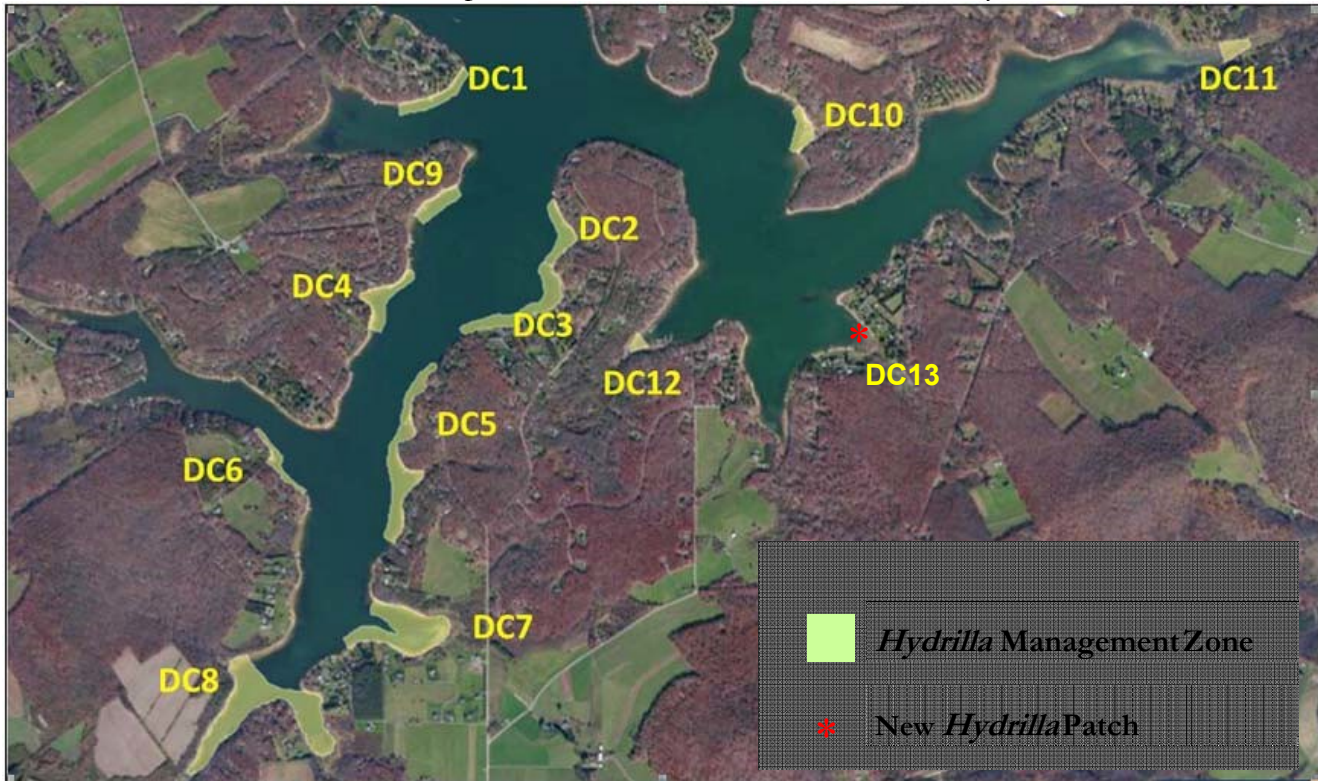 DC1
DC11
DC10
DC9
DC2
DC4
DC3
DC12
DC13
DC5
DC6
DC7
DC8
Hydrilla Management Zone
* New Hydrilla Patch